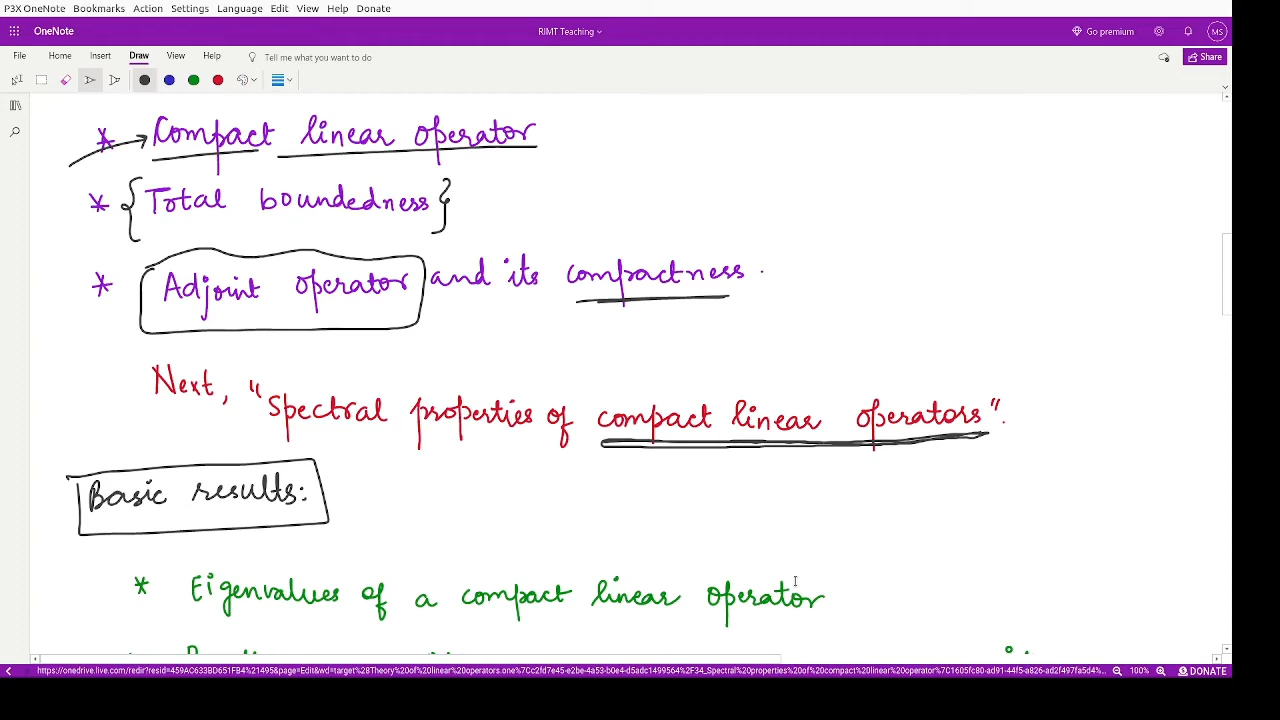 P3X OneNote Bookmarks Action Settings Language Edit View Help Donate
OneNote RIMT Teaching Go premium MS
File Home Insert Draw View Help Tell me what you want to do Share
* Compact linear operator
* {Total boundedness}
* Adjoint operator and its compactness.
Next, "Spectral properties of compact linear operators".
Basic results:
* Eigenvalues of a compact linear operator
100% DONATE